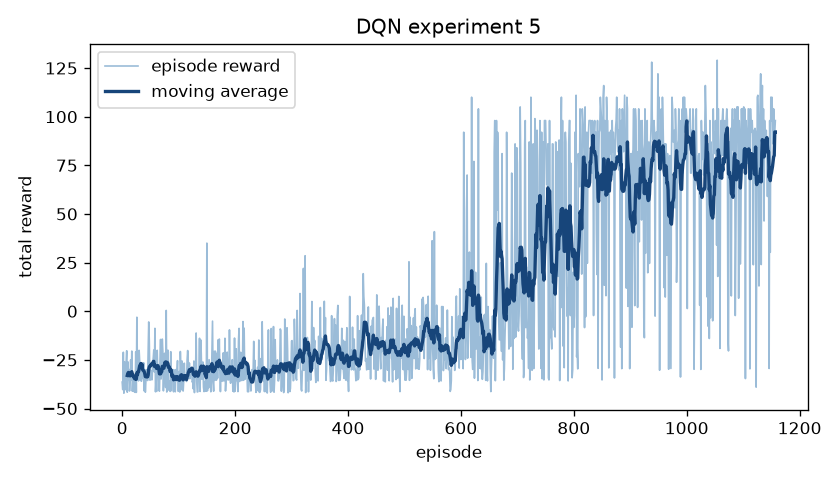 DQN experiment 5
episode reward
moving average
125
100
75
50
25
0
−25
−50
total reward
0 200 400 600 800 1000 1200
episode